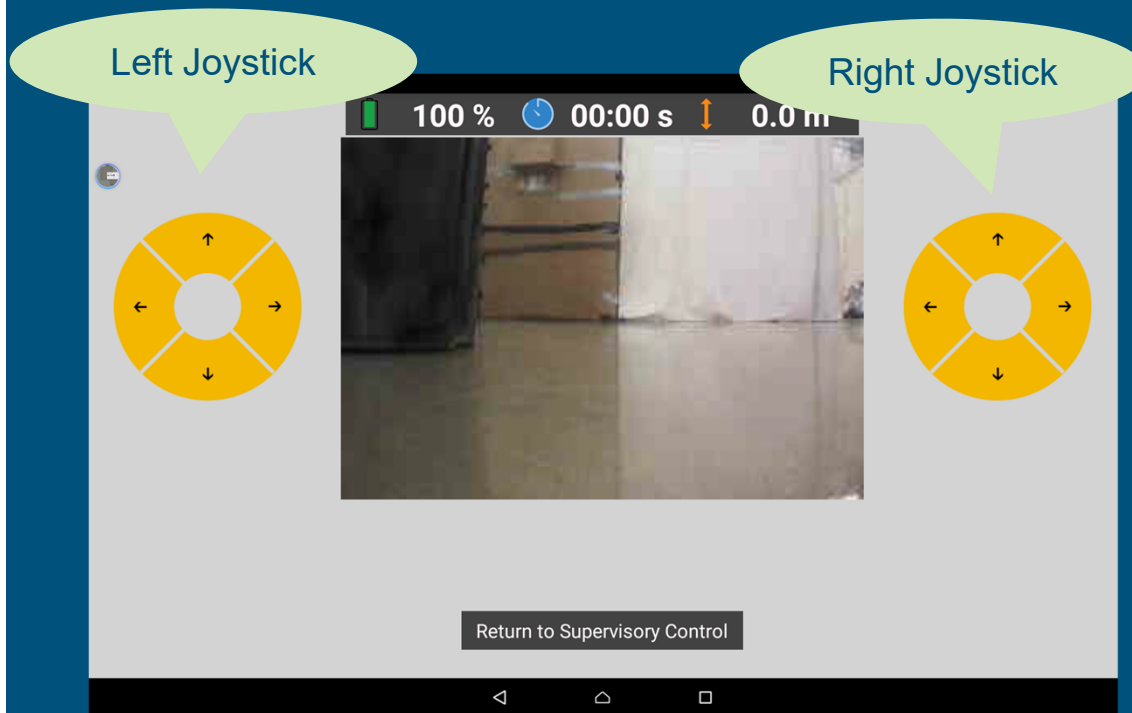 Left Joystick
Right Joystick
100 % 00:00 s 0.0 m
Return to Supervisory Control